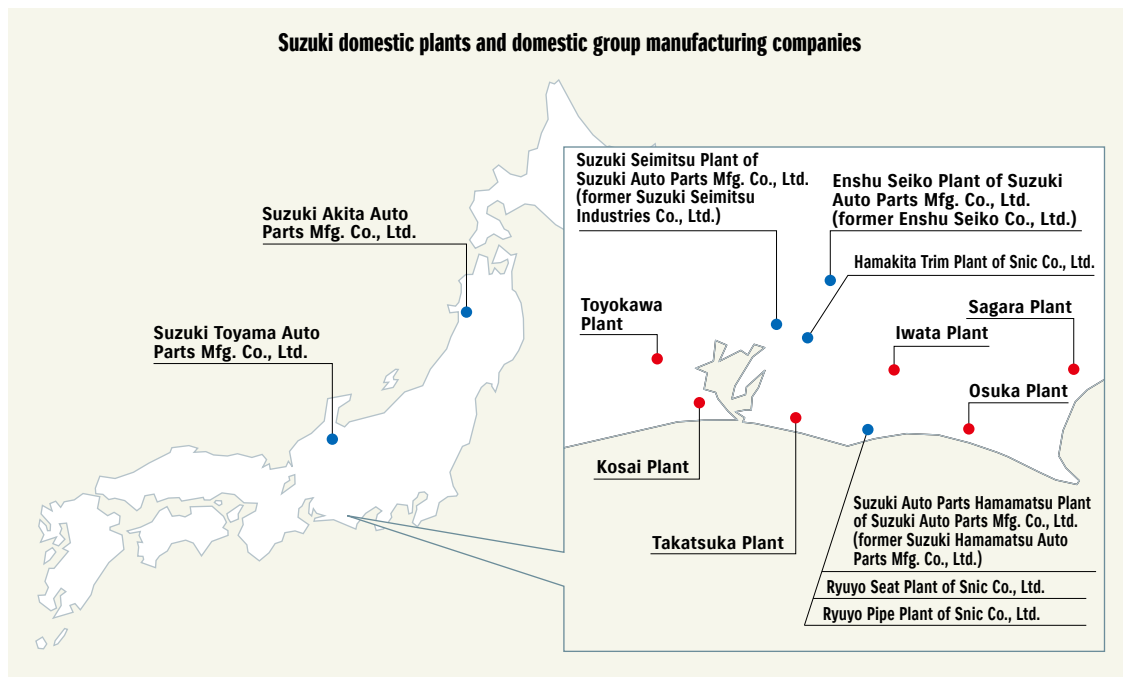 Suzuki domestic plants and domestic group manufacturing companies
Suzuki Seimitsu Plant of
Suzuki Auto Parts Mfg. Co., Ltd.
(former Suzuki Seimitsu
Industries Co., Ltd.)
Enshu Seiko Plant of Suzuki
Auto Parts Mfg. Co., Ltd.
(former Enshu Seiko Co., Ltd.)
Suzuki Akita Auto
Parts Mfg. Co., Ltd.
Hamakita Trim Plant of Snic Co., Ltd.
Toyokawa
Plant
Sagara Plant
Iwata Plant
Suzuki Toyama Auto
Parts Mfg. Co., Ltd.
Osuka Plant
Kosai Plant
Suzuki Auto Parts Hamamatsu Plant
of Suzuki Auto Parts Mfg. Co., Ltd.
(former Suzuki Hamamatsu Auto
Parts Mfg. Co., Ltd.)
Takatsuka Plant
Ryuyo Seat Plant of Snic Co., Ltd.
Ryuyo Pipe Plant of Snic Co., Ltd.